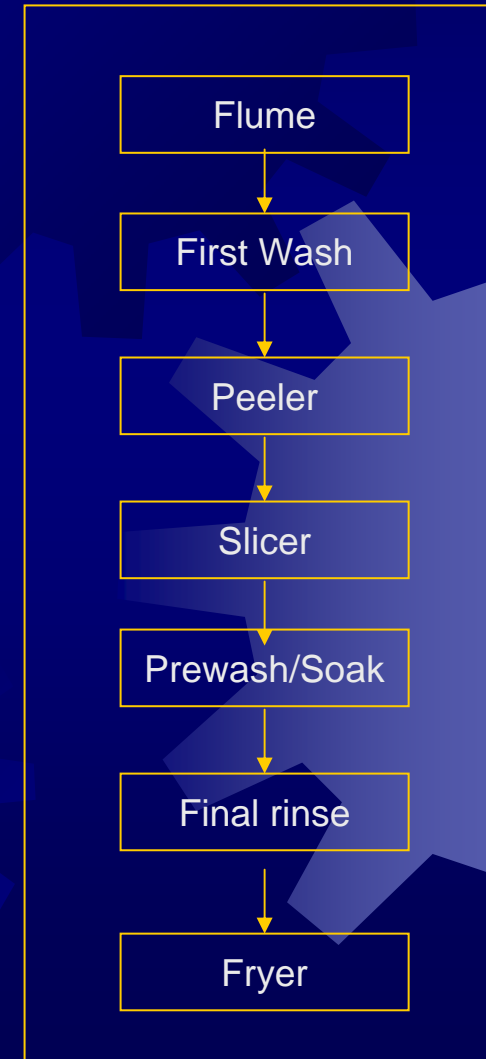 Flume
First Wash
Peeler
Slicer
Prewash/Soak
Final rinse
Fryer